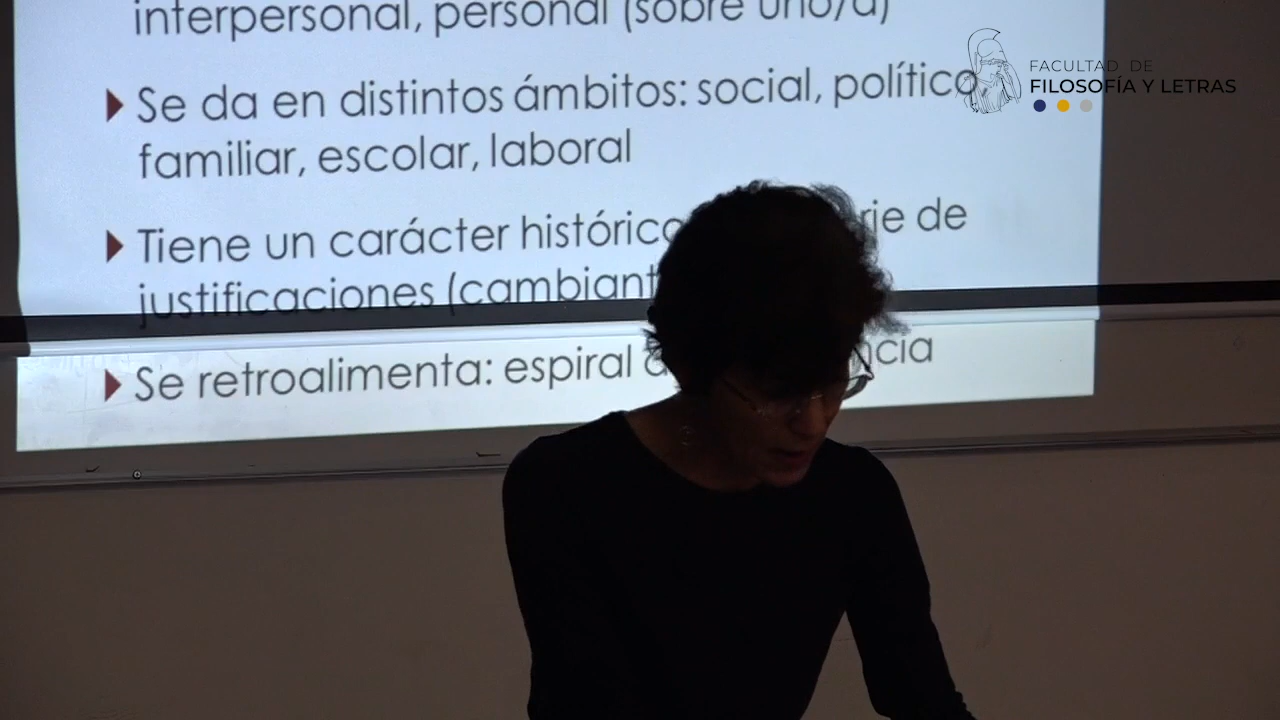 interpersonal, personal (sobre uno/a)
Se da en distintos ámbitos: social, político,
familiar, escolar, laboral
Tiene un carácter histórico de
justificaciones
Se retroalimenta: espiral
FACULTAD DE
FILOSOFÍA Y LETRAS